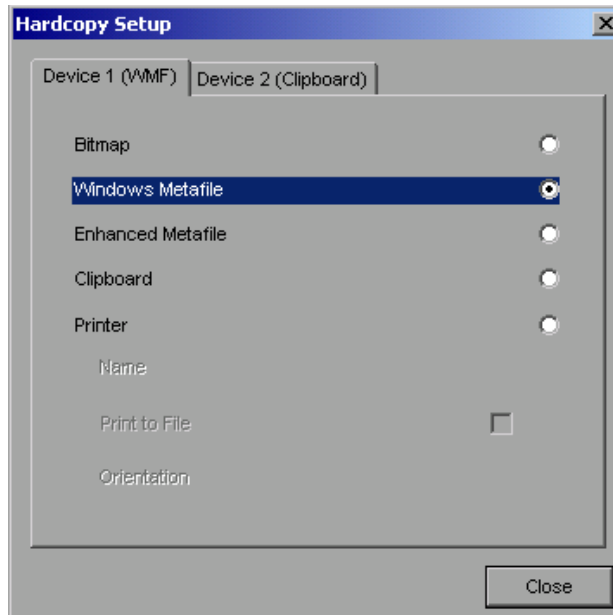 Hardcopy Setup
Device 1 (WMF)
Device 2 (Clipboard)
Bitmap
Windows Metafile
Enhanced Metafile
Clipboard
Printer
Name
Print to File
Orientation
Close